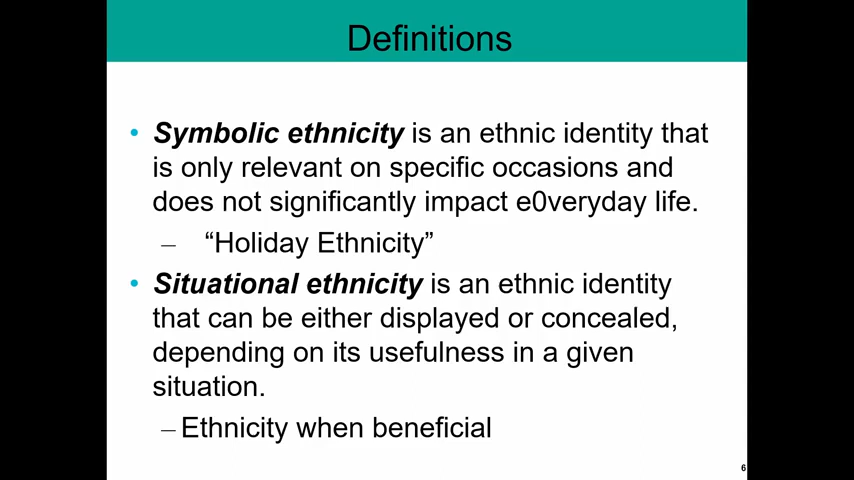 Definitions
• Symbolic ethnicity is an ethnic identity that
is only relevant on specific occasions and
does not significantly impact e0veryday life.
– “Holiday Ethnicity”
• Situational ethnicity is an ethnic identity
that can be either displayed or concealed,
depending on its usefulness in a given
situation.
– Ethnicity when beneficial
6